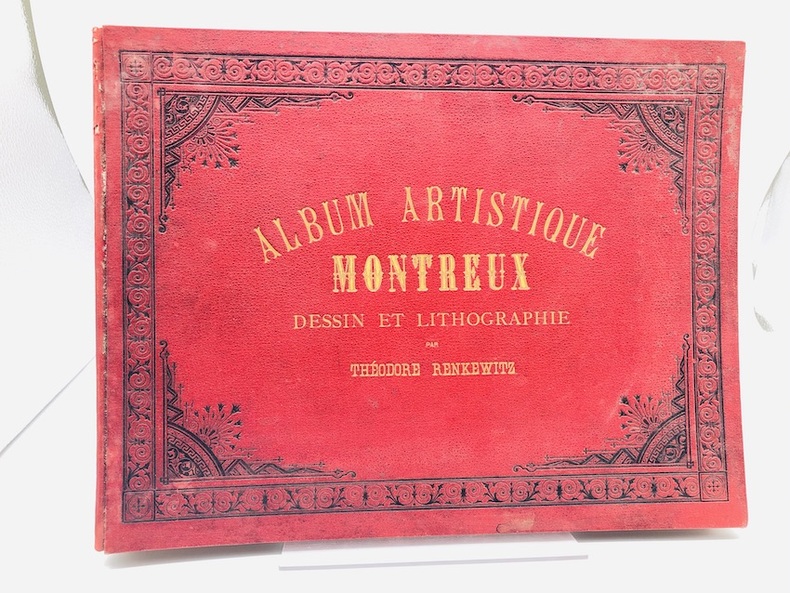 ALBUM ARTISTIQUE
MONTREUX
DESSIN ET LITHOGRAPHIE
PAR
THÉODORE RENKEWITZ